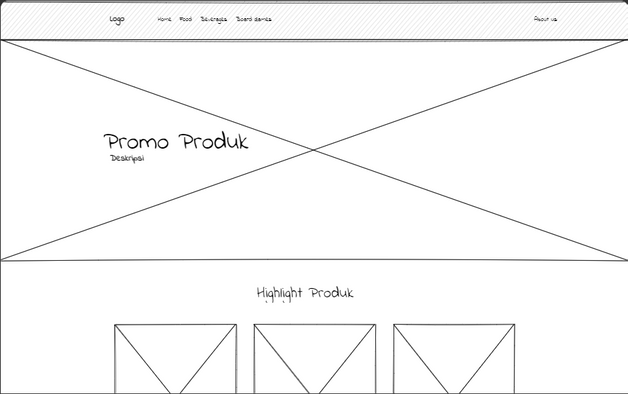 Logo Home Food Beverages Board Games About us
Promo Produk
Deskripsi
Highlight Produk